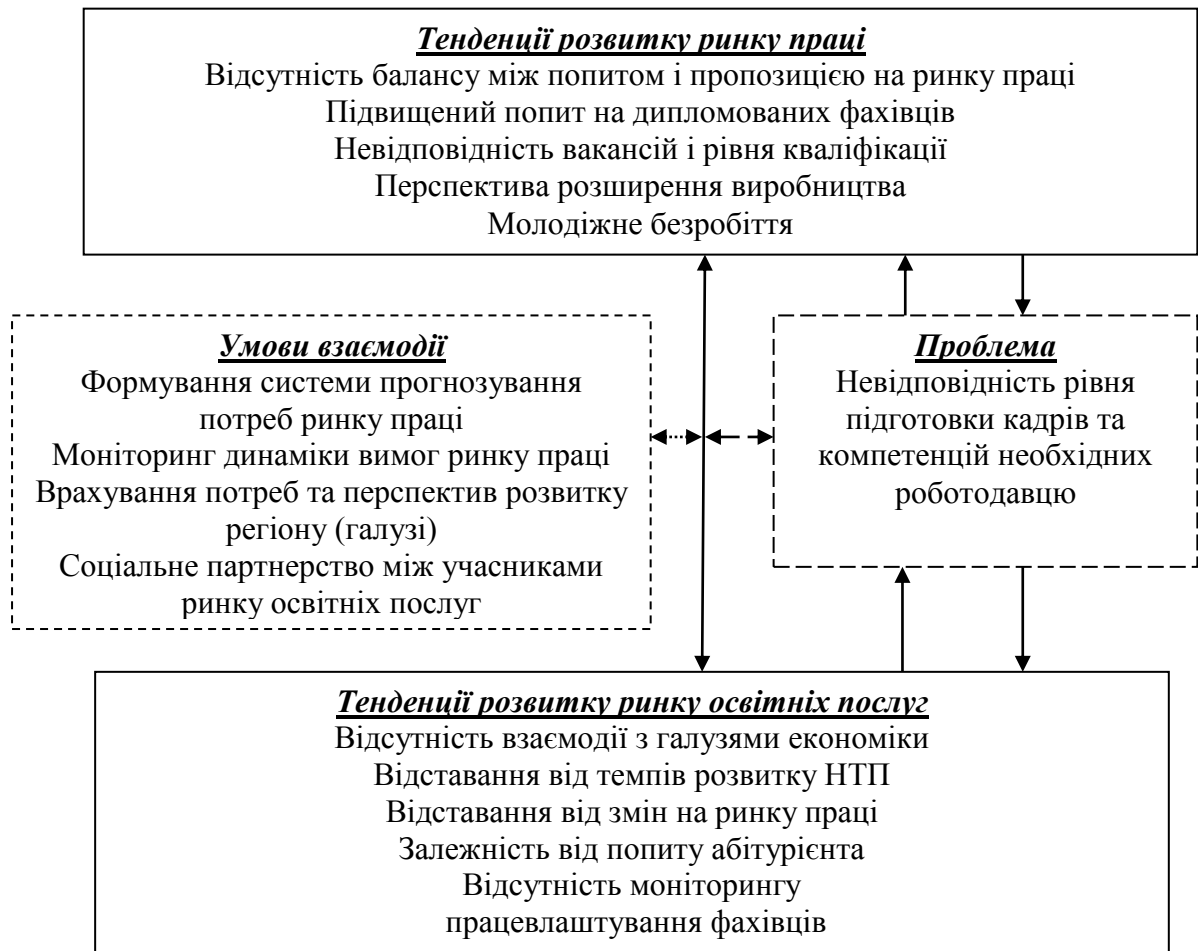 Тенденції розвитку ринку праці
Відсутність балансу між попитом і пропозицією на ринку праці
Підвищений попит на дипломованих фахівців
Невідповідність вакансій і рівня кваліфікації
Перспектива розширення виробництва
Молодіжне безробіття
Умови взаємодії
Формування системи прогнозування
потреб ринку праці
Моніторинг динаміки вимог ринку праці
Врахування потреб та перспектив розвитку
регіону (галузі)
Соціальне партнерство між учасниками
ринку освітніх послуг
Проблема
Невідповідність рівня
підготовки кадрів та
компетенцій необхідних
роботодавцю
Тенденції розвитку ринку освітніх послуг
Відсутність взаємодії з галузями економіки
Відставання від темпів розвитку НТП
Відставання від змін на ринку праці
Залежність від попиту абітурієнта
Відсутність моніторингу
працевлаштування фахівців